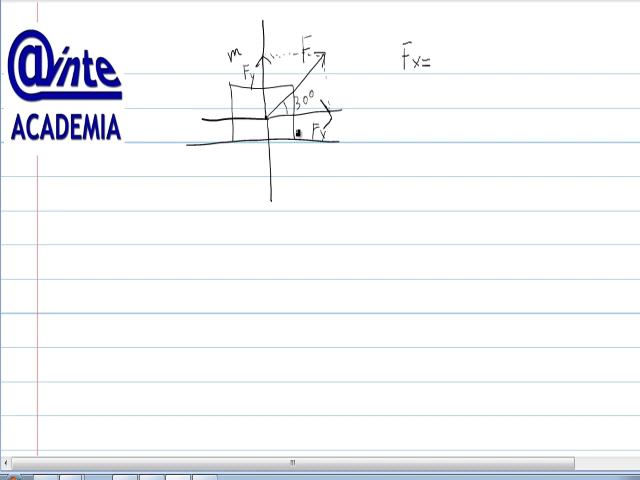 @inte
ACADEMIA
m
F
Fy
30°
Fx
Fx=